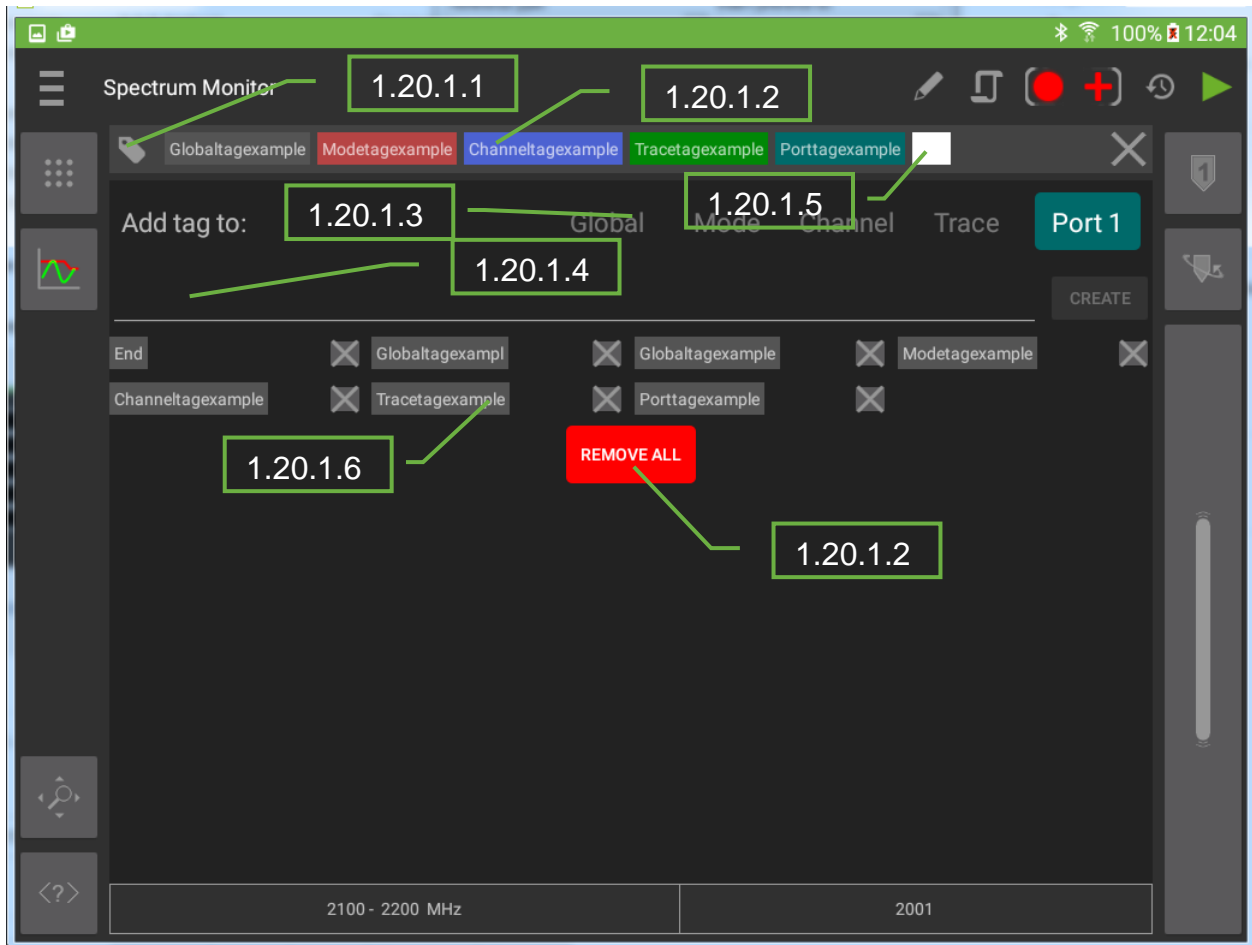 100% 12:04
Spectrum Monitor 1.20.1.1 1.20.1.2
Globaltagexample Modetagexample Channeltagexample Tracetagexample Porttagexample
1
Add tag to: 1.20.1.3 Global Mode Channel Trace Port 1
1.20.1.5
1.20.1.4
CREATE
End Globaltagexampl Globaltagexample Modetagexample
Channeltagexample Tracetagexample Porttagexample
REMOVE ALL
1.20.1.6
1.20.1.2
<?>
2100 - 2200 MHz 2001